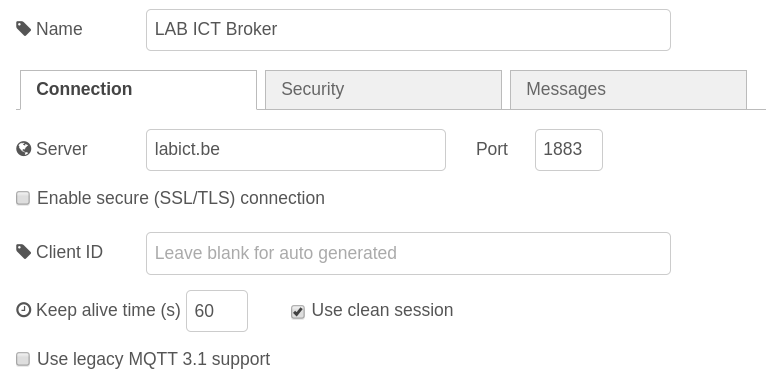 Name LAB ICT Broker
Connection Security Messages
Server labict.be Port 1883
Enable secure (SSL/TLS) connection
Client ID Leave blank for auto generated
Keep alive time (s) 60 Use clean session
Use legacy MQTT 3.1 support